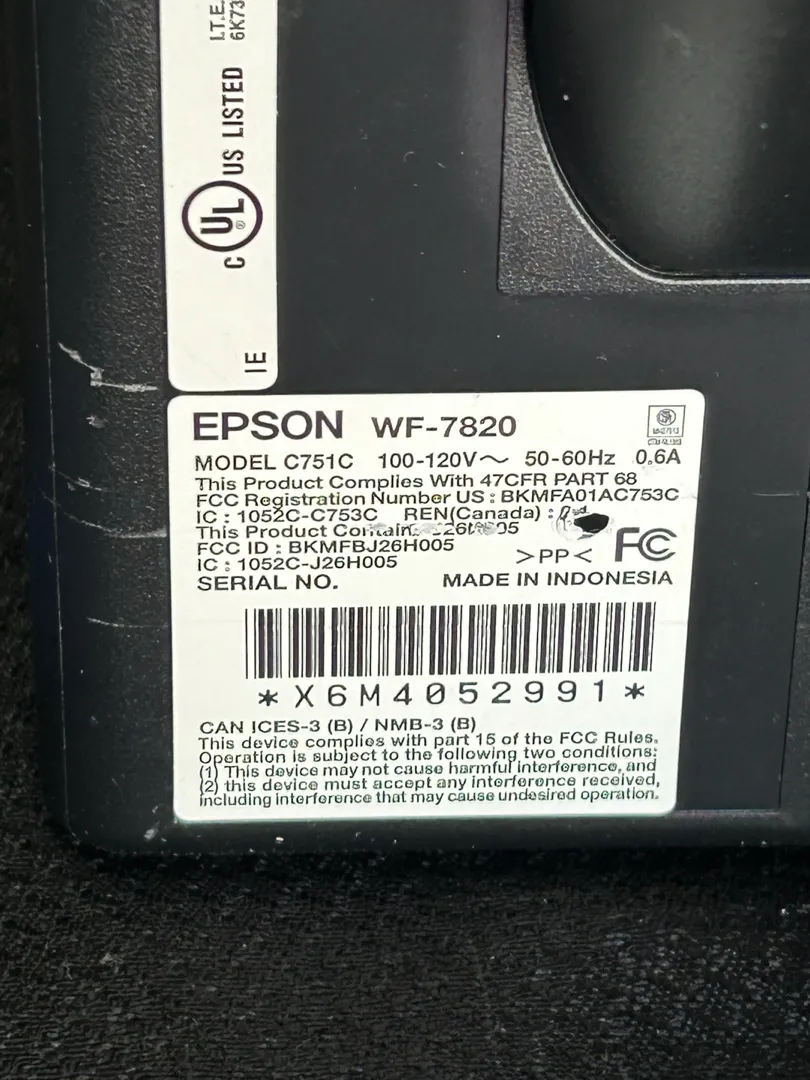 I.T.E.
6K73
C UL US LISTED
®
IE
EPSON WF-7820
MODEL C751C 100-120V～ 50-60Hz 0.6A
This Product Complies With 47CFR PART 68
FCC Registration Number US : BKMFA01AC753C
IC : 1052C-C753C REN(Canada) :
This Product
FCC ID : BKMFBJ26H005
IC : 1052C-J26H005
>PP< FC
SERIAL NO. MADE IN INDONESIA
*X6M4052991*
CAN ICES-3 (B) / NMB-3 (B)
This device complies with part 15 of the FCC Rules.
Operation is subject to the following two conditions:
(1) This device may not cause harmful interference, and
(2) this device must accept any interference received,
including interference that may cause undesired operation.